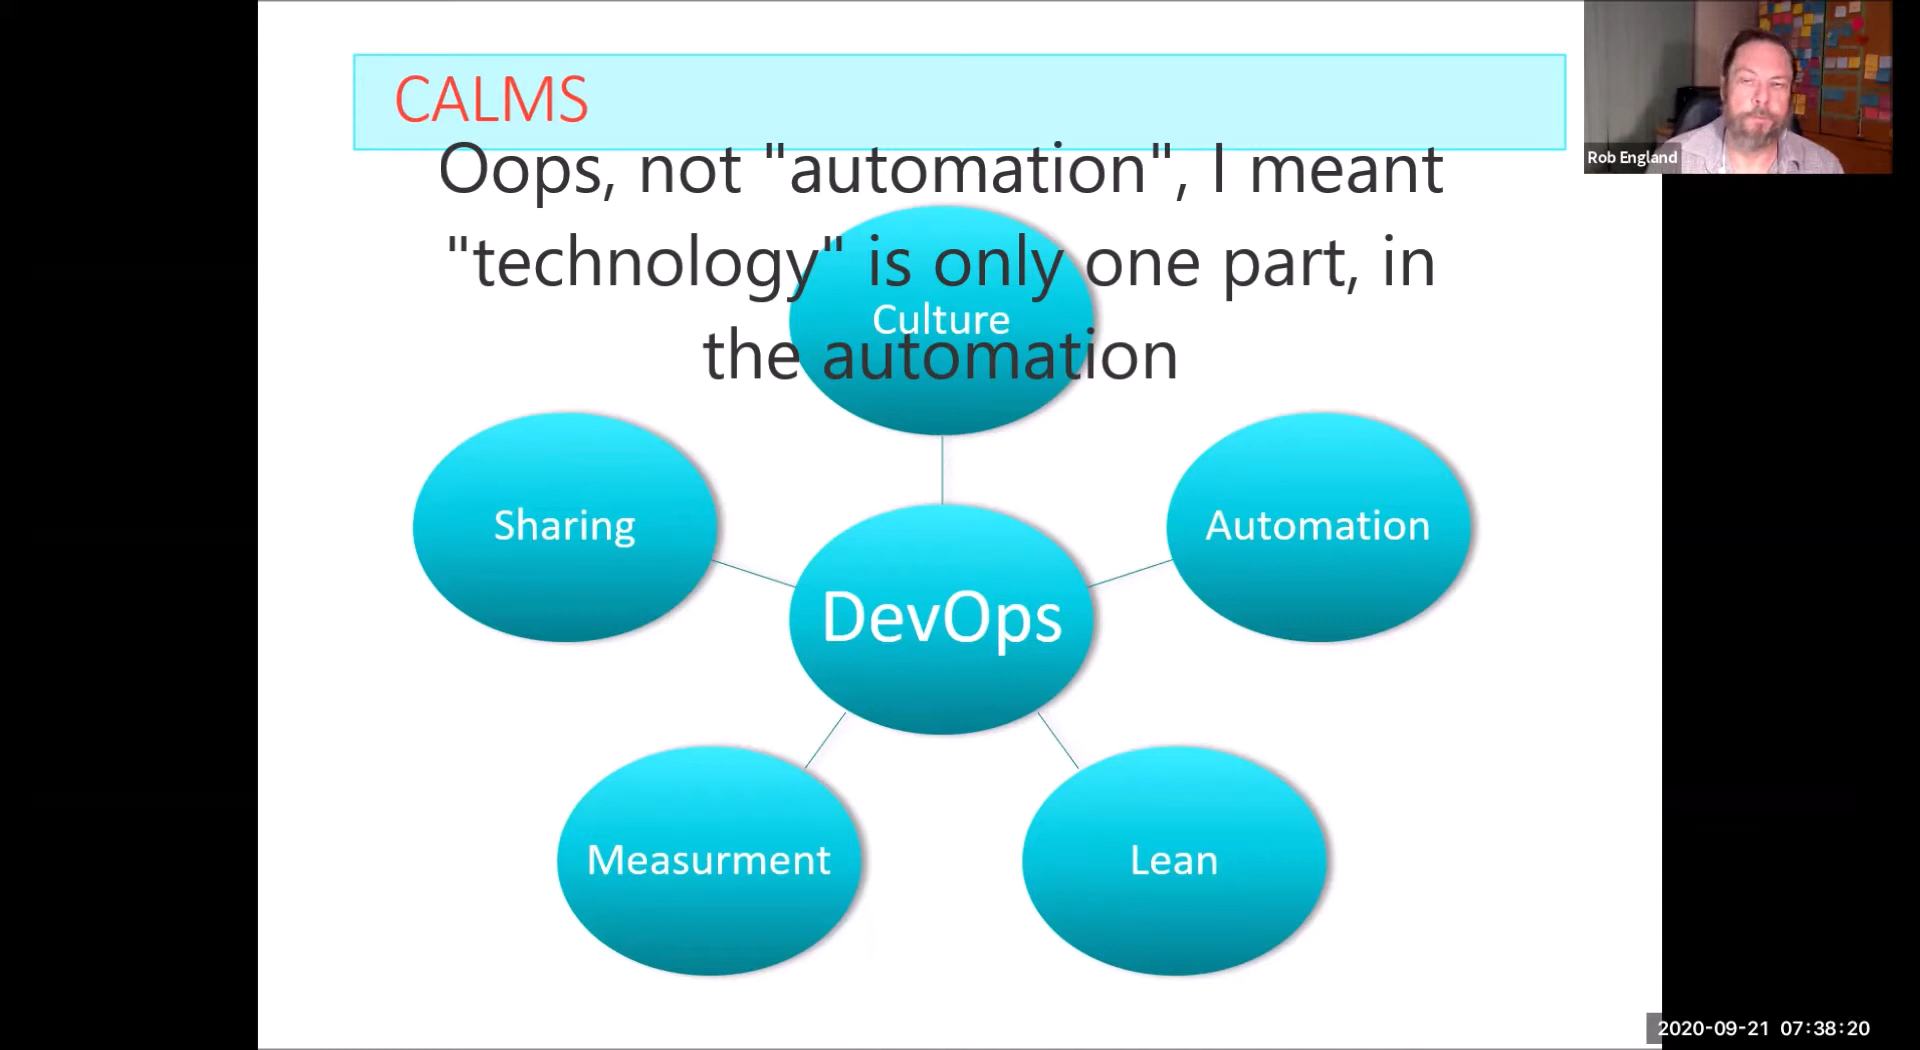 CALMS
Oops, not "automation", I meant
"technology" is only one part, in
the automation
Culture
Sharing
Automation
DevOps
Measurment
Lean
Rob England
2020-09-21 07:38:20